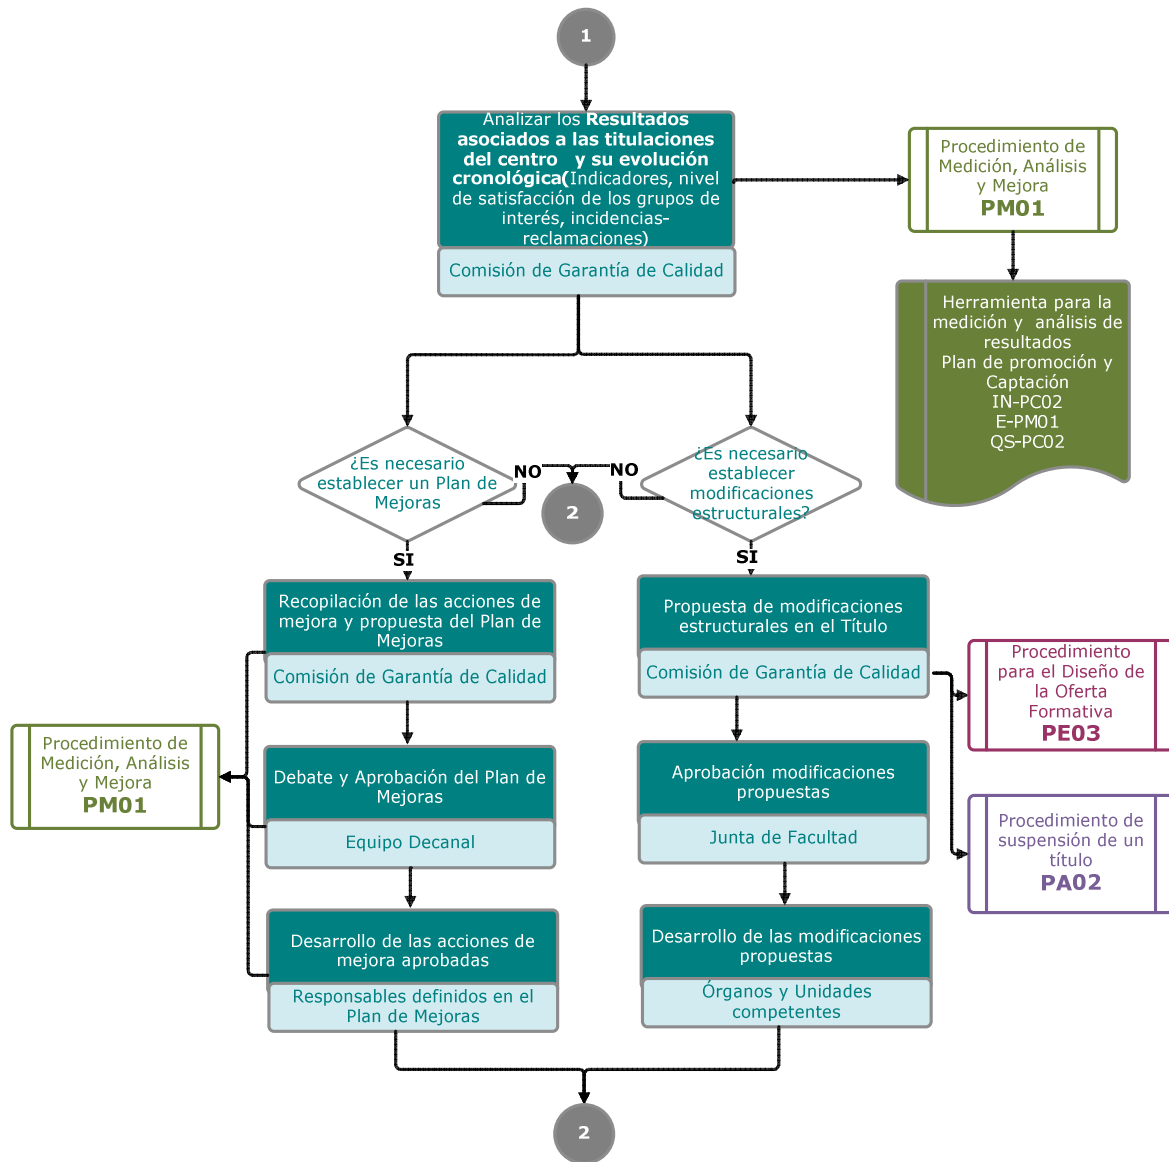 1
Analizar los Resultados
asociados a las titulaciones
del centro y su evolución
cronológica(Indicadores, nivel
de satisfacción de los grupos de
interés, incidencias-
reclamaciones)
Comisión de Garantía de Calidad
Procedimiento de
Medición, Análisis
y Mejora
PM01
Herramienta para la
medición y análisis de
resultados
Plan de promoción y
Captación
IN-PC02
E-PM01
QS-PC02
¿Es necesario
establecer un Plan de
Mejoras
NO
2
NO
¿Es necesario
establecer
modificaciones
estructurales?
SI
SI
Recopilación de las acciones de
mejora y propuesta del Plan de
Mejoras
Comisión de Garantía de Calidad
Propuesta de modificaciones
estructurales en el Título
Comisión de Garantía de Calidad
Procedimiento
para el Diseño de
la Oferta
Formativa
PE03
Procedimiento de
Medición, Análisis
y Mejora
PM01
Debate y Aprobación del Plan de
Mejoras
Equipo Decanal
Aprobación modificaciones
propuestas
Junta de Facultad
Procedimiento de
suspensión de un
título
PA02
Desarrollo de las acciones de
mejora aprobadas
Responsables definidos en el
Plan de Mejoras
Desarrollo de las modificaciones
propuestas
Órganos y Unidades
competentes
2